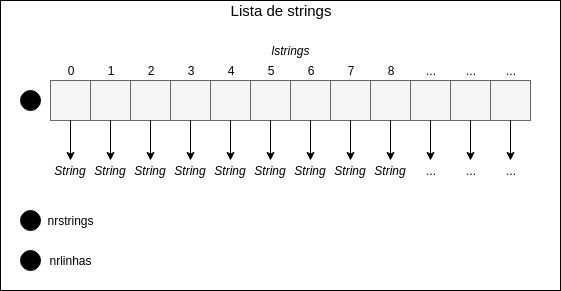 Lista de strings
lstrings
0 1 2 3 4 5 6 7 8 ... ... ...
String String String String String String String String String ... ... ...
nrstrings
nrlinhas